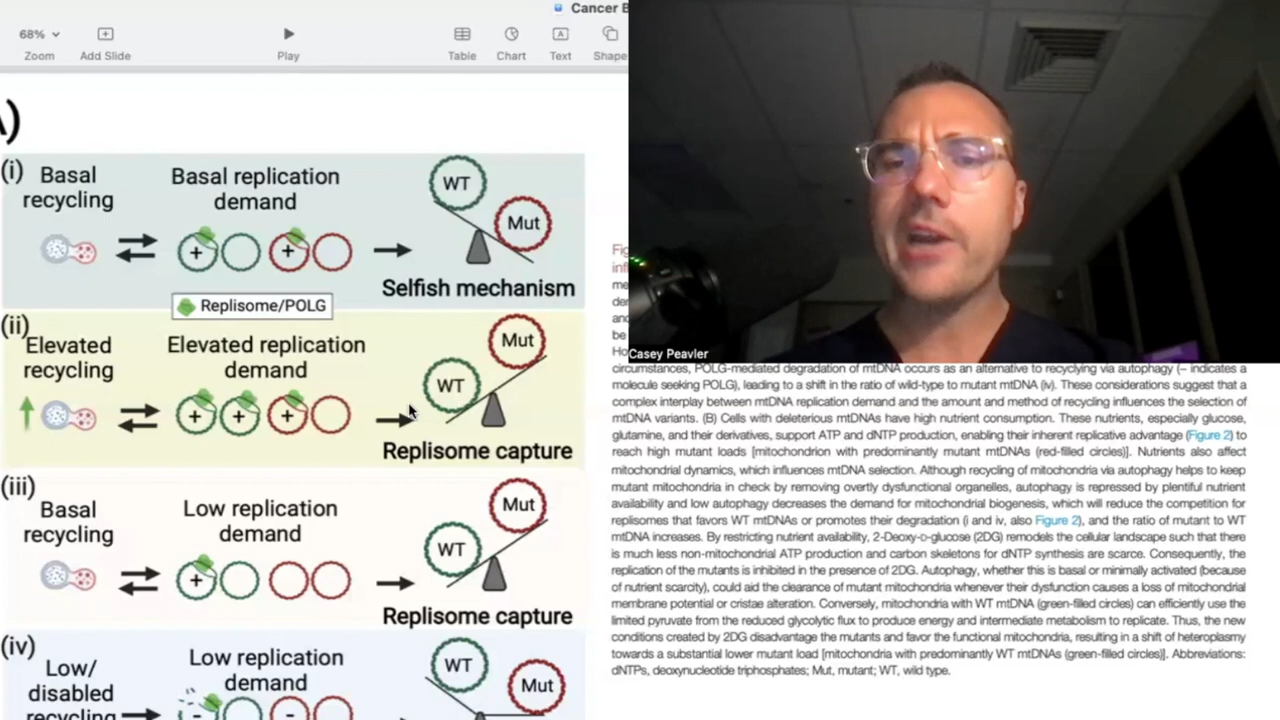 Cancer B
68%
Zoom
Add Slide
Play
Table
Chart
Text
Shape
A)
(i)
Basal
recycling
Basal replication
demand
+
+
WT
Mut
Selfish mechanism
Replisome/POLG
(ii)
Elevated
recycling
Elevated replication
demand
+
+
+
WT
Mut
Replisome capture
(iii)
Basal
recycling
Low replication
demand
+
WT
Mut
Replisome capture
(iv)
Low/
disabled
recycling
Low replication
demand
-
-
WT
Mut
Casey Peavler
Fig
infl
me
der
and
be
Ho
circumstances, POLG-mediated degradation of mtDNA occurs as an alternative to recyclying via autophagy (– indicates a
molecule seeking POLG), leading to a shift in the ratio of wild-type to mutant mtDNA (iv). These considerations suggest that a
complex interplay between mtDNA replication demand and the amount and method of recycling influences the selection of
mtDNA variants. (B) Cells with deleterious mtDNAs have high nutrient consumption. These nutrients, especially glucose,
glutamine, and their derivatives, support ATP and dNTP production, enabling their inherent replicative advantage (Figure 2) to
reach high mutant loads [mitochondrion with predominantly mutant mtDNAs (red-filled circles)]. Nutrients also affect
mitochondrial dynamics, which influences mtDNA selection. Although recycling of mitochondria via autophagy helps to keep
mutant mitochondria in check by removing overtly dysfunctional organelles, autophagy is repressed by plentiful nutrient
availability and low autophagy decreases the demand for mitochondrial biogenesis, which will reduce the competition for
replisomes that favors WT mtDNAs or promotes their degradation (i and iv, also Figure 2), and the ratio of mutant to WT
mtDNA increases. By restricting nutrient availability, 2-Deoxy-D-glucose (2DG) remodels the cellular landscape such that there
is much less non-mitochondrial ATP production and carbon skeletons for dNTP synthesis are scarce. Consequently, the
replication of the mutants is inhibited in the presence of 2DG. Autophagy, whether this is basal or minimally activated (because
of nutrient scarcity), could aid the clearance of mutant mitochondria whenever their dysfunction causes a loss of mitochondrial
membrane potential or cristae alteration. Conversely, mitochondria with WT mtDNA (green-filled circles) can efficiently use the
limited pyruvate from the reduced glycolytic flux to produce energy and intermediate metabolism to replicate. Thus, the new
conditions created by 2DG disadvantage the mutants and favor the functional mitochondria, resulting in a shift of heteroplasmy
towards a substantial lower mutant load [mitochondria with predominantly WT mtDNAs (green-filled circles)]. Abbreviations:
dNTPs, deoxynucleotide triphosphates; Mut, mutant; WT, wild type.